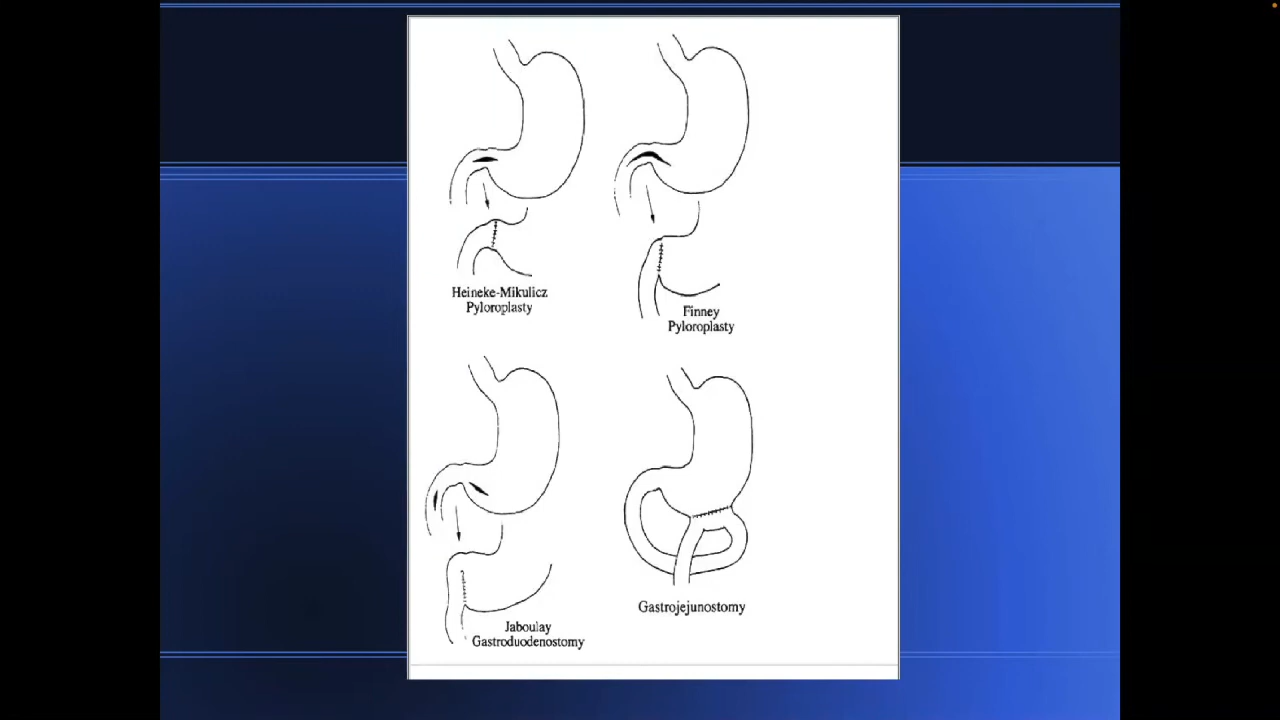 Heineke-Mikulicz
Pyloroplasty
Finney
Pyloroplasty
Jaboulay
Gastroduodenostomy
Gastrojejunostomy